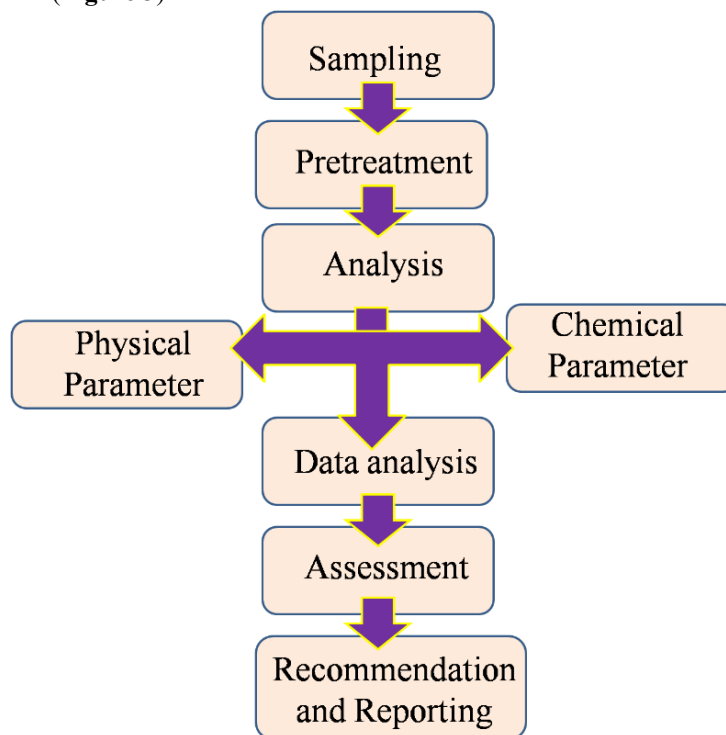 Sampling
Pretreatment
Analysis
Physical
Parameter
Chemical
Parameter
Data analysis
Assessment
Recommendation
and Reporting